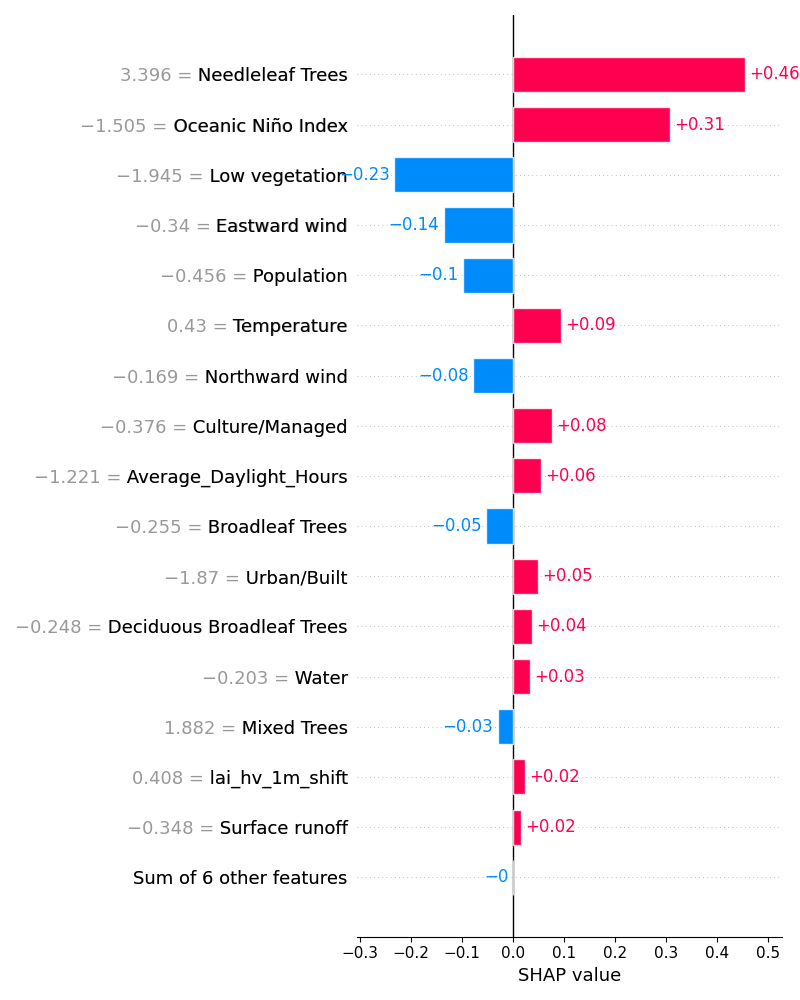 3.396 = Needleleaf Trees +0.46
−1.505 = Oceanic Niño Index +0.31
−1.945 = Low vegetation −0.23
−0.34 = Eastward wind −0.14
−0.456 = Population −0.1
0.43 = Temperature +0.09
−0.169 = Northward wind −0.08
−0.376 = Culture/Managed +0.08
−1.221 = Average_Daylight_Hours +0.06
−0.255 = Broadleaf Trees −0.05
−1.87 = Urban/Built +0.05
−0.248 = Deciduous Broadleaf Trees +0.04
−0.203 = Water +0.03
1.882 = Mixed Trees −0.03
0.408 = lai_hv_1m_shift +0.02
−0.348 = Surface runoff +0.02
Sum of 6 other features −0
−0.3 −0.2 −0.1 0.0 0.1 0.2 0.3 0.4 0.5
SHAP value